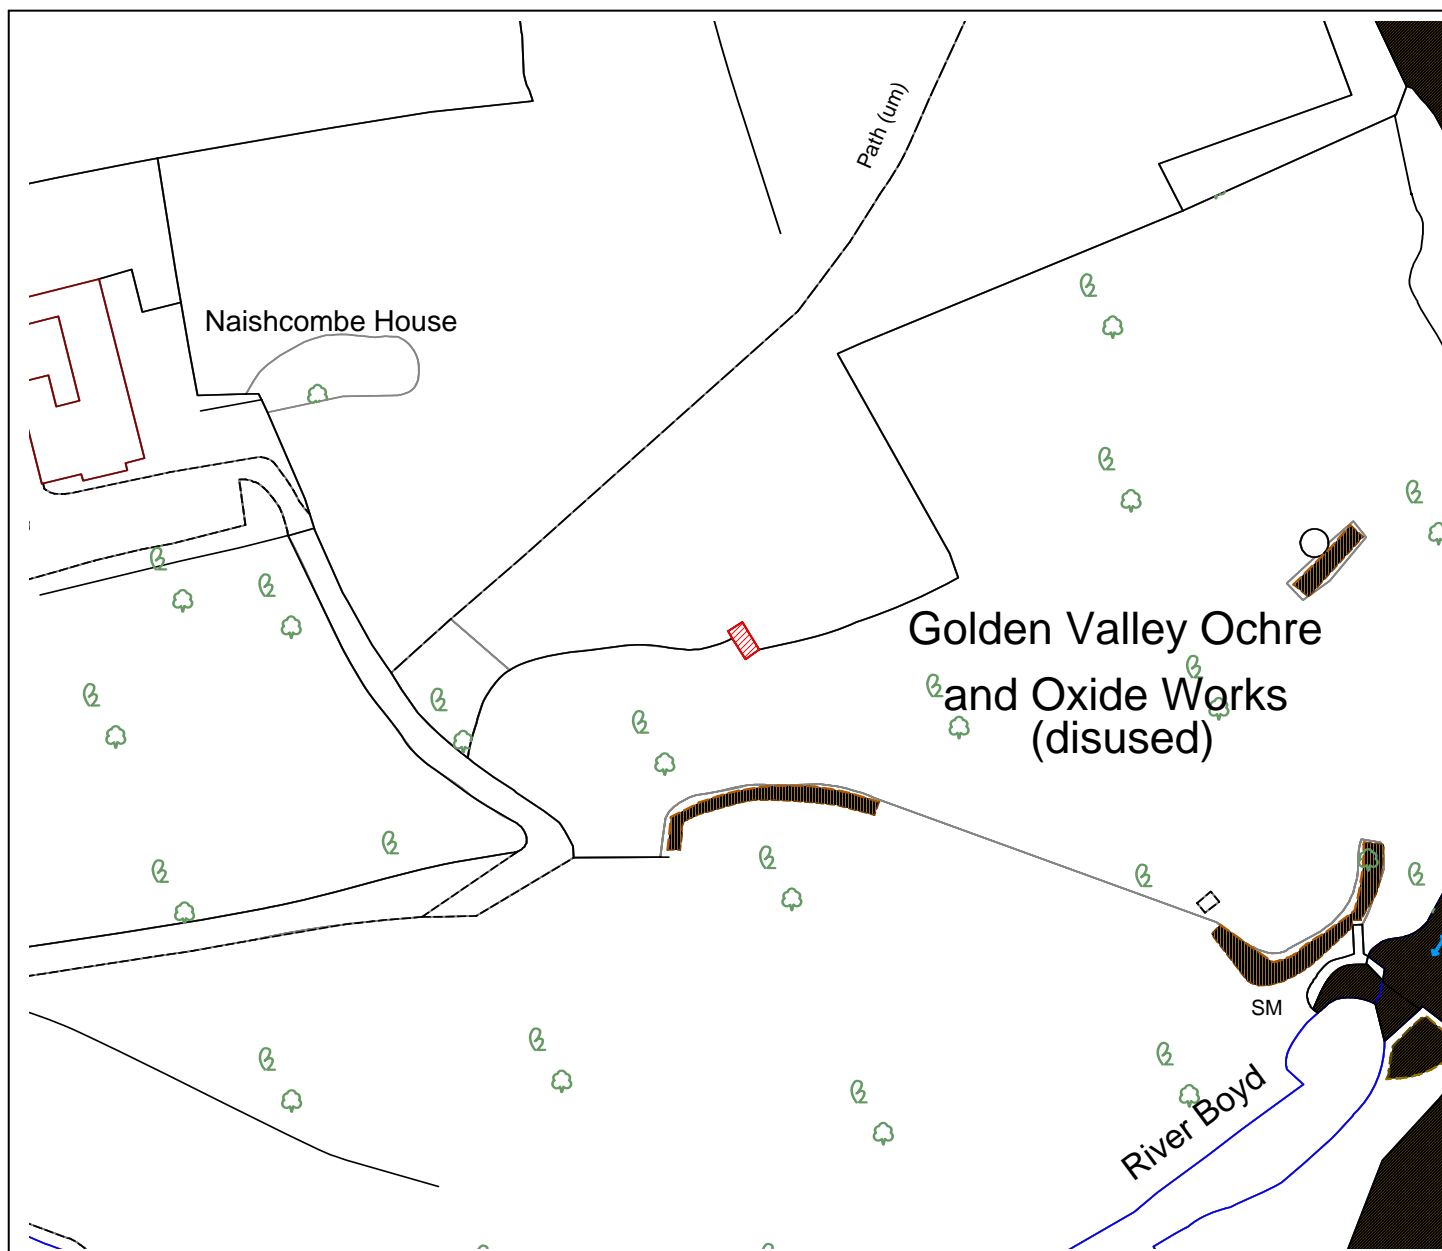 Path (um)
Naishcombe House
Golden Valley Ochre
and Oxide Works
(disused)
SM
River Boyd